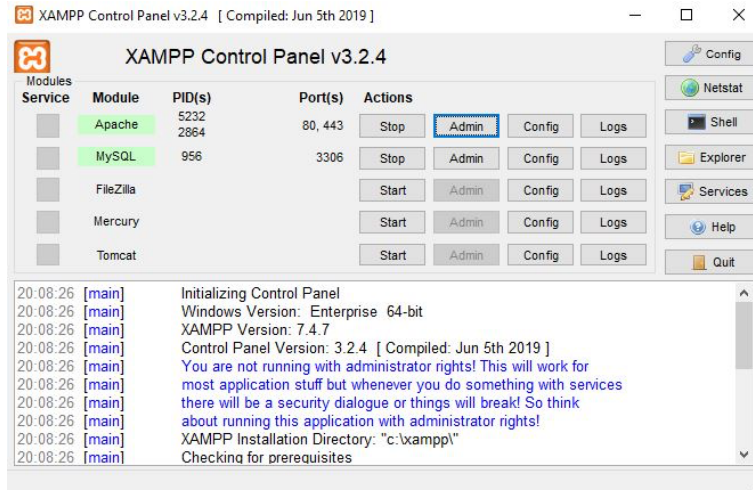 XAMPP Control Panel v3.2.4 [ Compiled: Jun 5th 2019 ]
XAMPP Control Panel v3.2.4
Config
Modules
Service Module PID(s) Port(s) Actions
Netstat
Apache 5232 2864 80, 443 Stop Admin Config Logs
Shell
MySQL 956 3306 Stop Admin Config Logs
Explorer
FileZilla Start Admin Config Logs
Services
Mercury Start Admin Config Logs
Help
Tomcat Start Admin Config Logs
Quit
20:08:26 [main] Initializing Control Panel
20:08:26 [main] Windows Version: Enterprise 64-bit
20:08:26 [main] XAMPP Version: 7.4.7
20:08:26 [main] Control Panel Version: 3.2.4 [ Compiled: Jun 5th 2019 ]
20:08:26 [main] You are not running with administrator rights! This will work for
20:08:26 [main] most application stuff but whenever you do something with services
20:08:26 [main] there will be a security dialogue or things will break! So think
20:08:26 [main] about running this application with administrator rights!
20:08:26 [main] XAMPP Installation Directory: "c:\xampp\"
20:08:26 [main] Checking for prerequisites